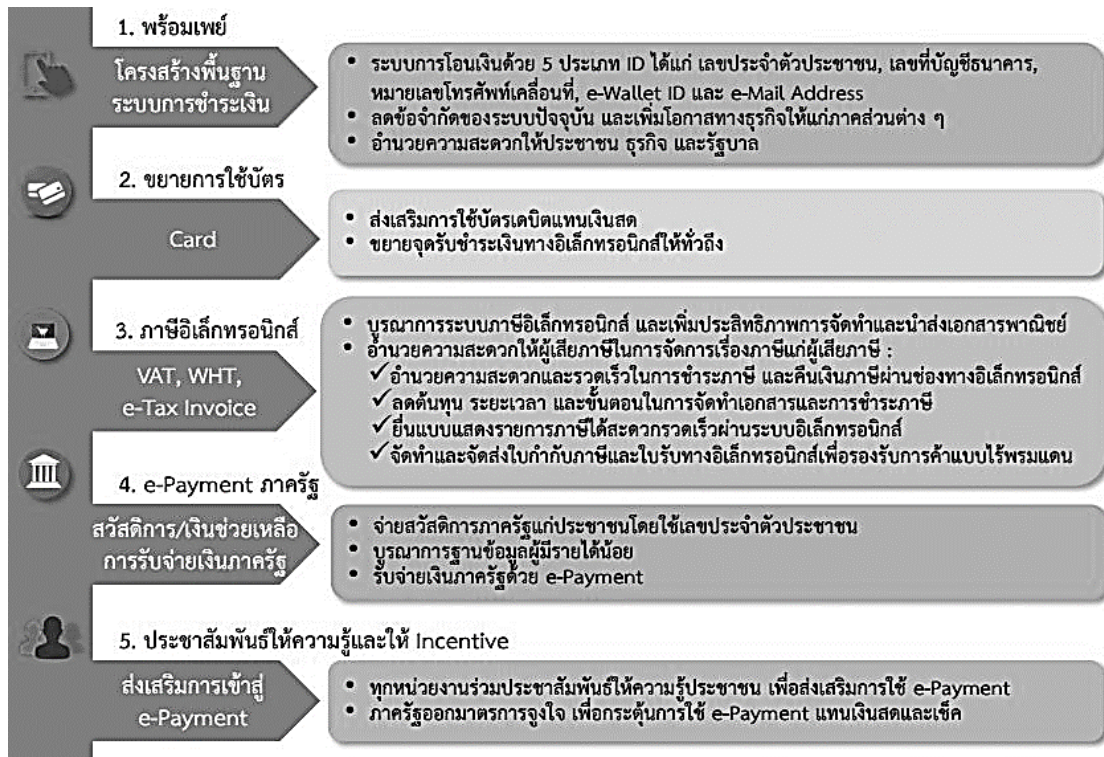 1. พร้อมเพย์
โครงสร้างพื้นฐาน
ระบบการชำระเงิน
• ระบบการโอนเงินด้วย 5 ประเภท ID ได้แก่ เลขประจำตัวประชาชน, เลขที่บัญชีธนาคาร,
หมายเลขโทรศัพท์เคลื่อนที่, e-Wallet ID และ e-Mail Address
• ลดข้อจำกัดของระบบปัจจุบัน และเพิ่มโอกาสทางธุรกิจให้แก่ภาคส่วนต่าง ๆ
• อำนวยความสะดวกให้ประชาชน ธุรกิจ และรัฐบาล
2. ขยายการใช้บัตร
Card
• ส่งเสริมการใช้บัตรเดบิตแทนเงินสด
• ขยายจุดรับชำระเงินทางอิเล็กทรอนิกส์ให้ทั่วถึง
3. ภาษีอิเล็กทรอนิกส์
VAT, WHT,
e-Tax Invoice
• บูรณาการระบบภาษีอิเล็กทรอนิกส์ และเพิ่มประสิทธิภาพการจัดทำและนำส่งเอกสารพาณิชย์
• อำนวยความสะดวกให้ผู้เสียภาษีในการจัดการเรื่องภาษีแก่ผู้เสียภาษี :
✓อำนวยความสะดวกและรวดเร็วในการชำระภาษี และคืนเงินภาษีผ่านช่องทางอิเล็กทรอนิกส์
✓ลดต้นทุน ระยะเวลา และขั้นตอนในการจัดทำเอกสารและการชำระภาษี
✓ยื่นแบบแสดงรายการภาษีได้สะดวกรวดเร็วผ่านระบบอิเล็กทรอนิกส์
✓จัดทำและจัดส่งใบกำกับภาษีและใบรับทางอิเล็กทรอนิกส์เพื่อรองรับการค้าแบบไร้พรมแดน
4. e-Payment ภาครัฐ
สวัสดิการ/เงินช่วยเหลือ
การรับจ่ายเงินภาครัฐ
• จ่ายสวัสดิการภาครัฐแก่ประชาชนโดยใช้เลขประจำตัวประชาชน
• บูรณาการฐานข้อมูลผู้มีรายได้น้อย
• รับจ่ายเงินภาครัฐด้วย e-Payment
5. ประชาสัมพันธ์ให้ความรู้และให้ Incentive
ส่งเสริมการเข้าสู่
e-Payment
• ทุกหน่วยงานร่วมประชาสัมพันธ์ให้ความรู้ประชาชน เพื่อส่งเสริมการใช้ e-Payment
• ภาครัฐออกมาตรการจูงใจ เพื่อกระตุ้นการใช้ e-Payment แทนเงินสดและเช็ค